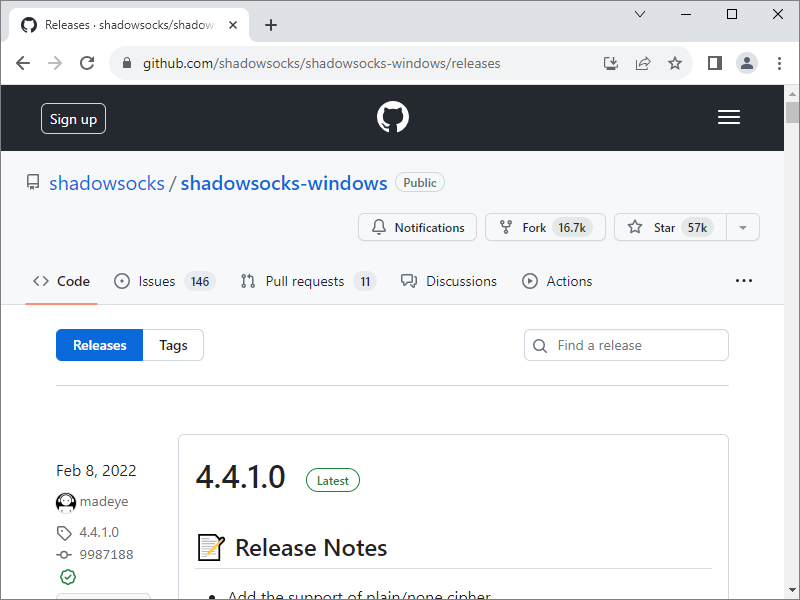 Releases · shadowsocks/shadow
github.com/shadowsocks/shadowsocks-windows/releases
Sign up
shadowsocks / shadowsocks-windows Public
Notifications Fork 16.7k Star 57k
Code Issues 146 Pull requests 11 Discussions Actions
Releases Tags Find a release
Feb 8, 2022
madeye
4.4.1.0
9987188
4.4.1.0 Latest
Release Notes
Add the support of plain/none cipher